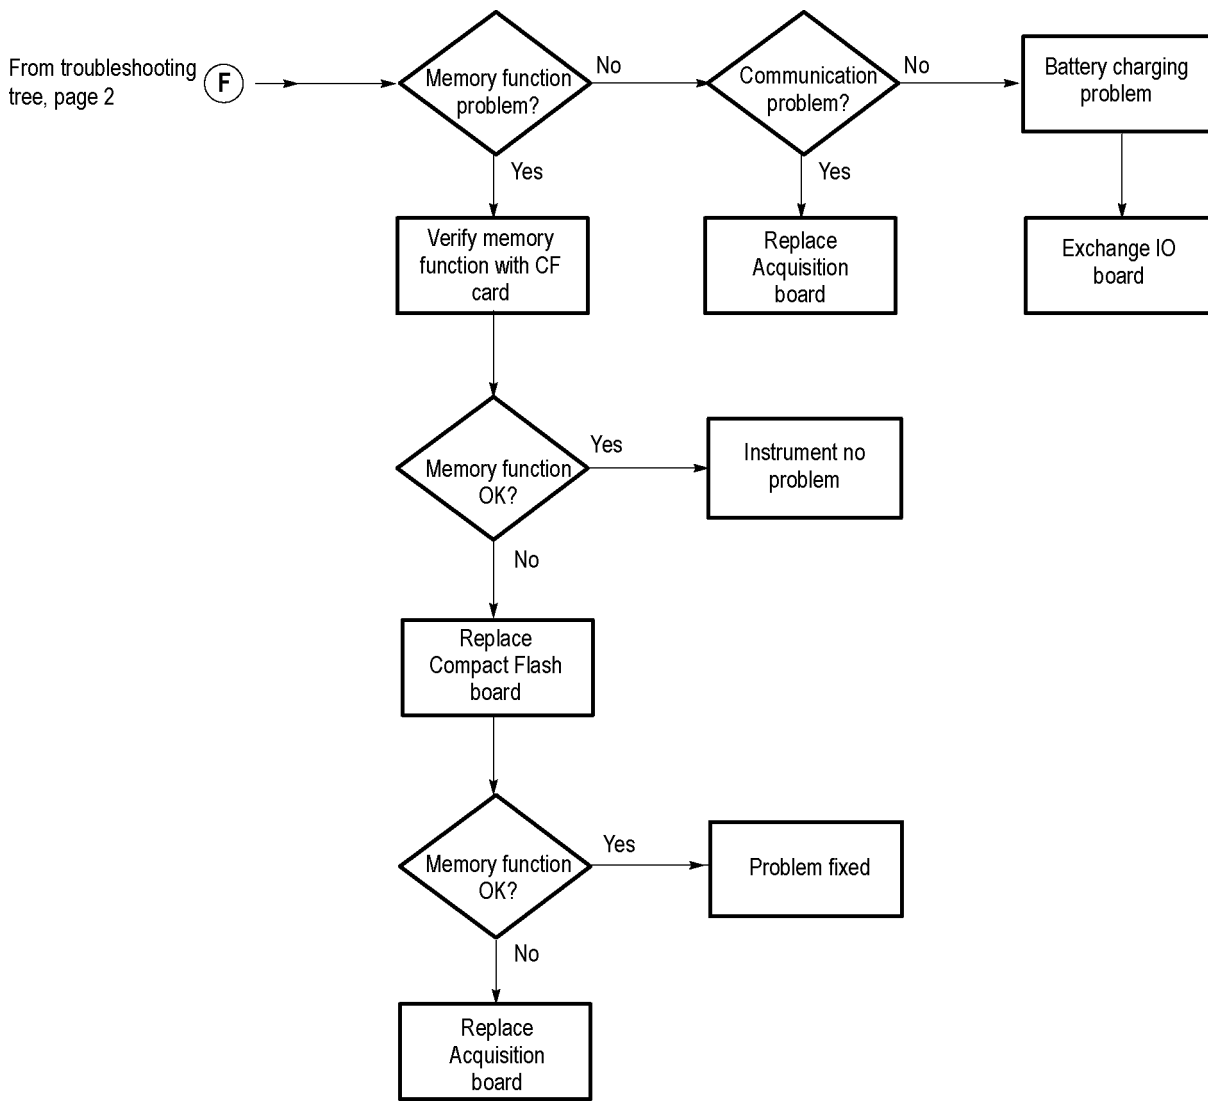 From troubleshooting
tree, page 2
F
Memory function
problem?
No
Communication
problem?
No
Battery charging
problem
Yes
Yes
Verify memory
function with CF
card
Replace
Acquisition
board
Exchange IO
board
Memory function
OK?
Yes
Instrument no
problem
No
Replace
Compact Flash
board
Memory function
OK?
Yes
Problem fixed
No
Replace
Acquisition
board